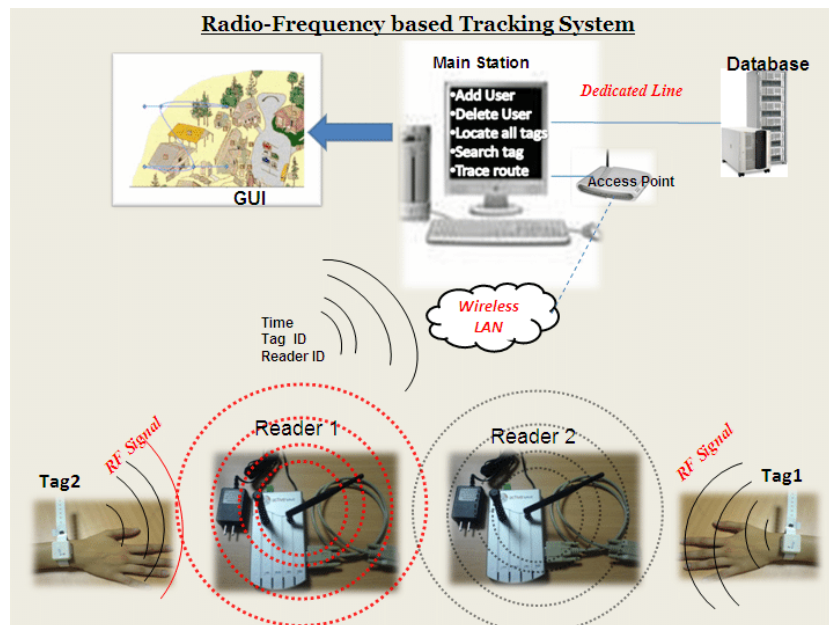 Radio-Frequency based Tracking System
Main Station
Database
•Add User
•Delete User
•Locate all tags
•Search tag
•Trace route
Dedicated Line
Access Point
GUI
Wireless
LAN
Time
Tag ID
Reader ID
Reader 1
Reader 2
RF Signal
RF Signal
Tag2
Tag1